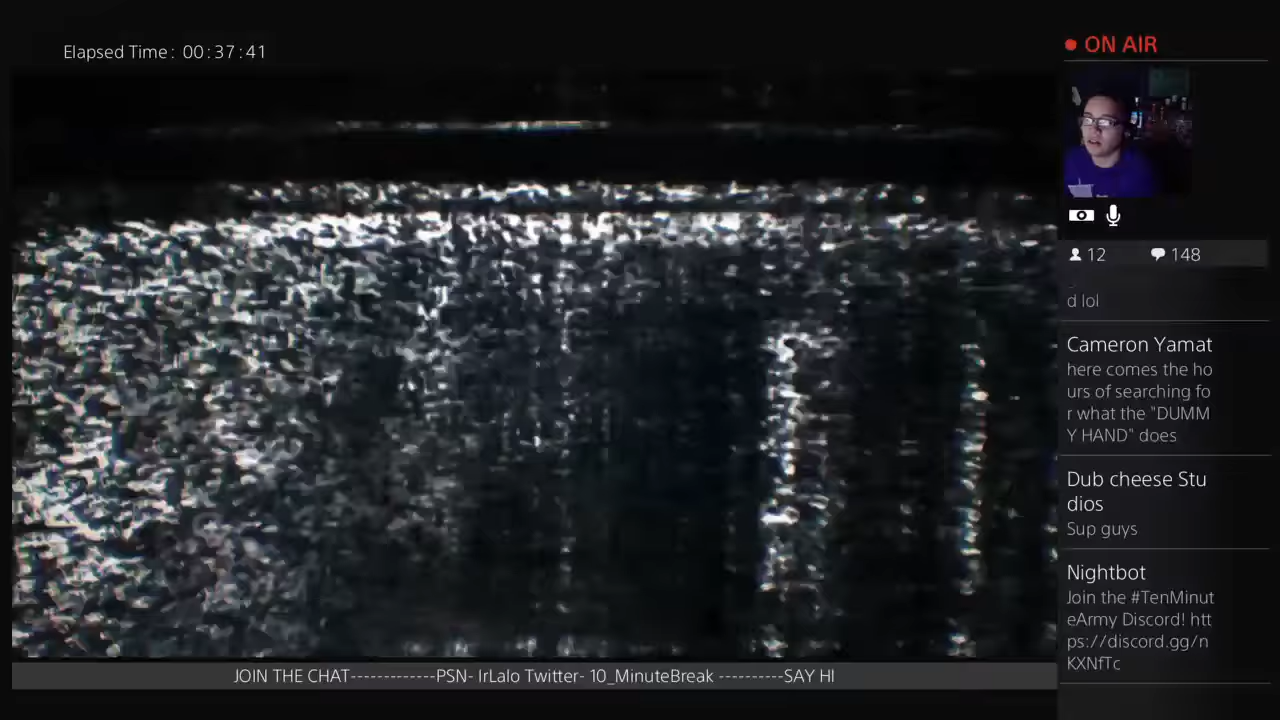 Elapsed Time: 00:37:41
ON AIR
12 148
d lol
Cameron Yamat
here comes the ho
urs of searching fo
r what the "DUMM
Y HAND" does
Dub cheese Stu
dios
Sup guys
Nightbot
Join the #TenMinut
eArmy Discord! htt
ps://discord.gg/n
KXNfTc
JOIN THE CHAT-------------PSN- IrLalo Twitter- 10_MinuteBreak ----------SAY HI